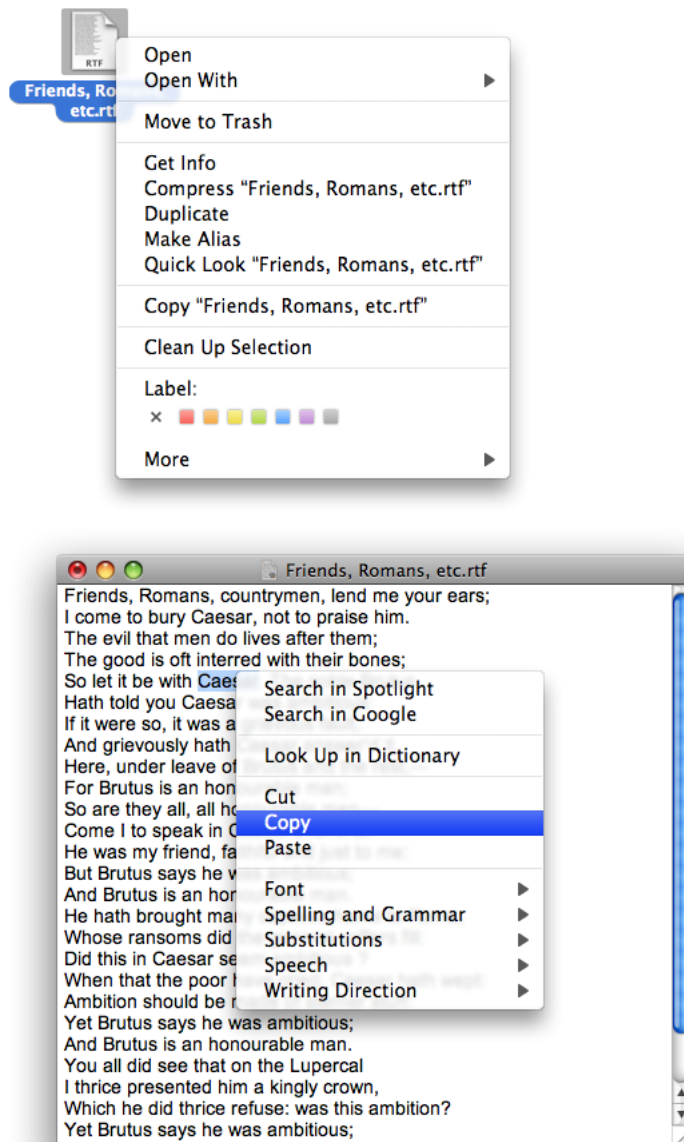 RTF
Friends, Ro
etc.rtf
Open
Open With
Move to Trash
Get Info
Compress “Friends, Romans, etc.rtf”
Duplicate
Make Alias
Quick Look “Friends, Romans, etc.rtf”
Copy “Friends, Romans, etc.rtf”
Clean Up Selection
Label:
×
More
Friends, Romans, etc.rtf
Friends, Romans, countrymen, lend me your ears;
I come to bury Caesar, not to praise him.
The evil that men do lives after them;
The good is oft interred with their bones;
So let it be with Caesar
Hath told you Caesa
If it were so, it was a
And grievously hath
Here, under leave of
For Brutus is an hon
So are they all, all ho
Come I to speak in C
He was my friend, fa
But Brutus says he w
And Brutus is an hon
He hath brought many
Whose ransoms did
Did this in Caesar se
When that the poor h
Ambition should be m
Yet Brutus says he was ambitious;
And Brutus is an honourable man.
You all did see that on the Lupercal
I thrice presented him a kingly crown,
Which he did thrice refuse: was this ambition?
Yet Brutus says he was ambitious;
Search in Spotlight
Search in Google
Look Up in Dictionary
Cut
Copy
Paste
Font
Spelling and Grammar
Substitutions
Speech
Writing Direction